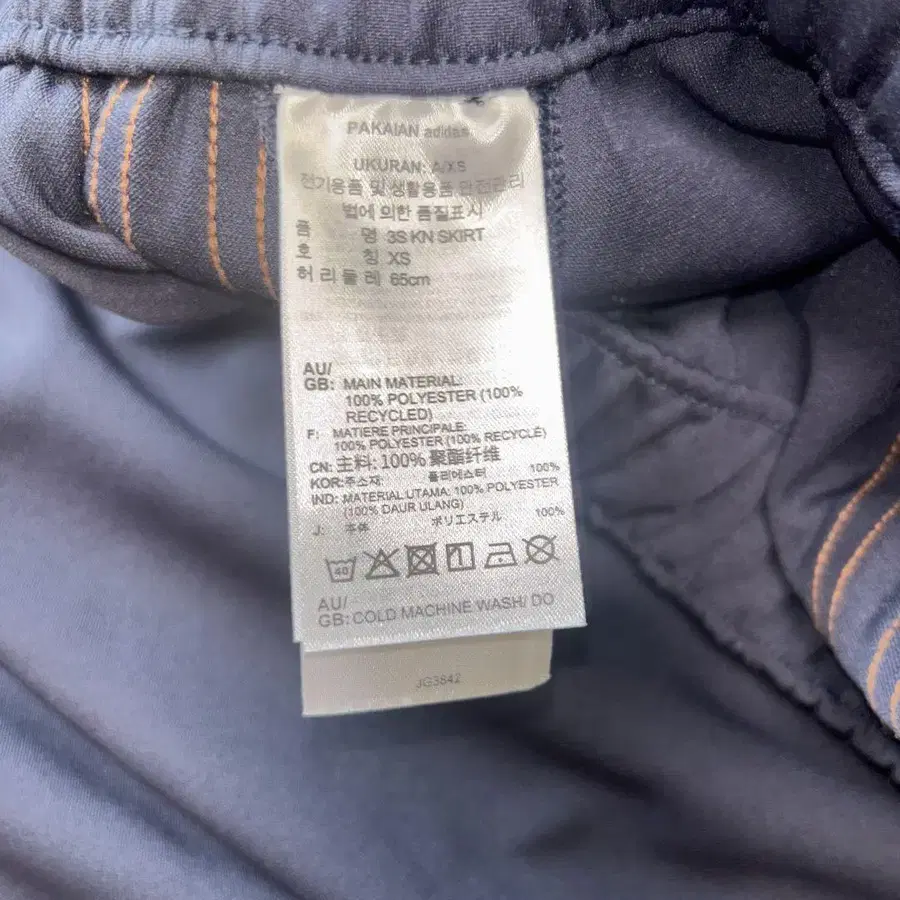 PAKAIAN adidas
UKURAN: A/XS
전기용품 및 생활용품 안전관리
법에 의한 품질표시
품 명 3S KN SKIRT
호 칭 XS
허리둘레 65cm
AU/
GB: MAIN MATERIAL:
100% POLYESTER (100%
RECYCLED)
F: MATIERE PRINCIPALE:
100% POLYESTER (100% RECYCLÉ)
CN: 主料: 100% 聚酯纤维
KOR: 주소재 폴리에스터 100%
IND: MATERIAL UTAMA: 100% POLYESTER
(100% DAUR ULANG)
J: 本体 ポリエステル 100%
40
AU/
GB: COLD MACHINE WASH/ DO
JG3842